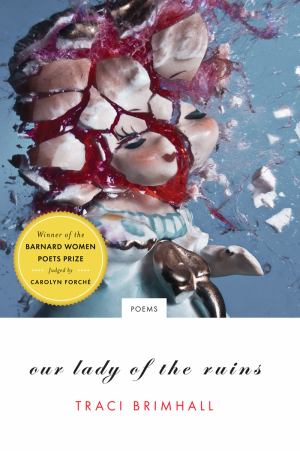 Winner of the
BARNARD WOMEN
POETS PRIZE
Judged by
CAROLYN FORCHÉ
POEMS
our lady of the ruins
TRACI BRIMHALL